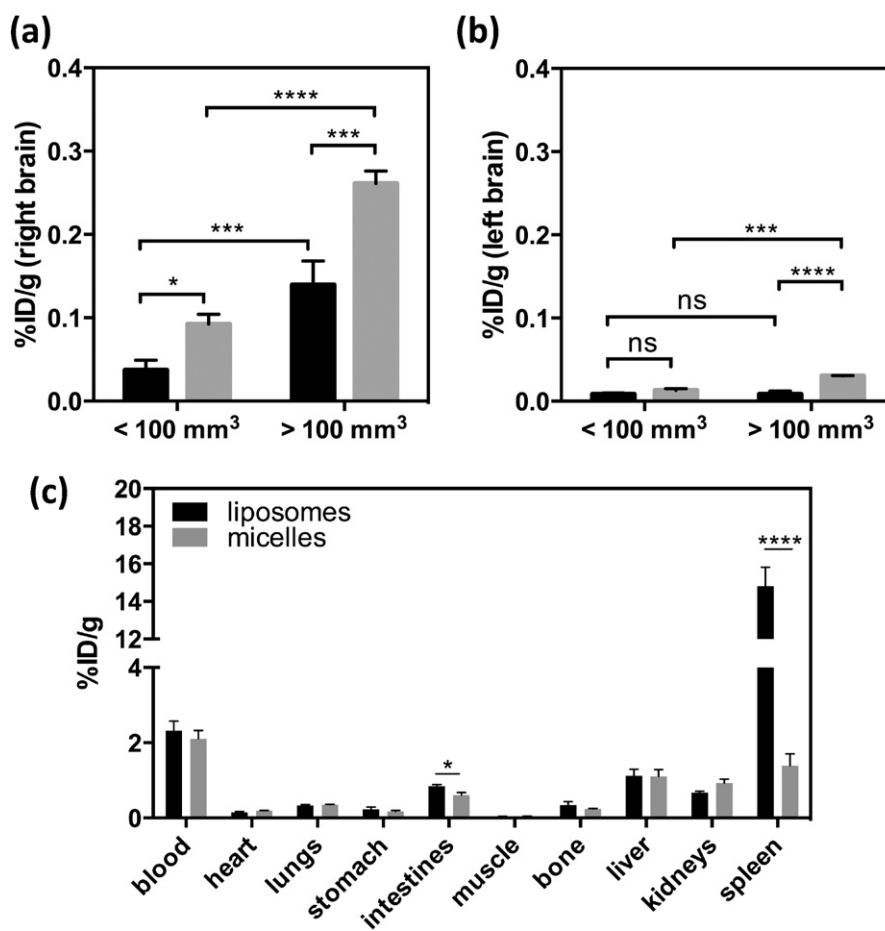 (a)
%ID/g (right brain)
0.4
0.3
0.2
0.1
0.0
****
***
***
*
< 100 mm³
> 100 mm³
(b)
%ID/g (left brain)
0.4
0.3
0.2
0.1
0.0
***
****
ns
ns
< 100 mm³
> 100 mm³
(c)
%ID/g
20
18
16
14
12
4
2
0
liposomes
micelles
*
****
blood
heart
lungs
stomach
intestines
muscle
bone
liver
kidneys
spleen